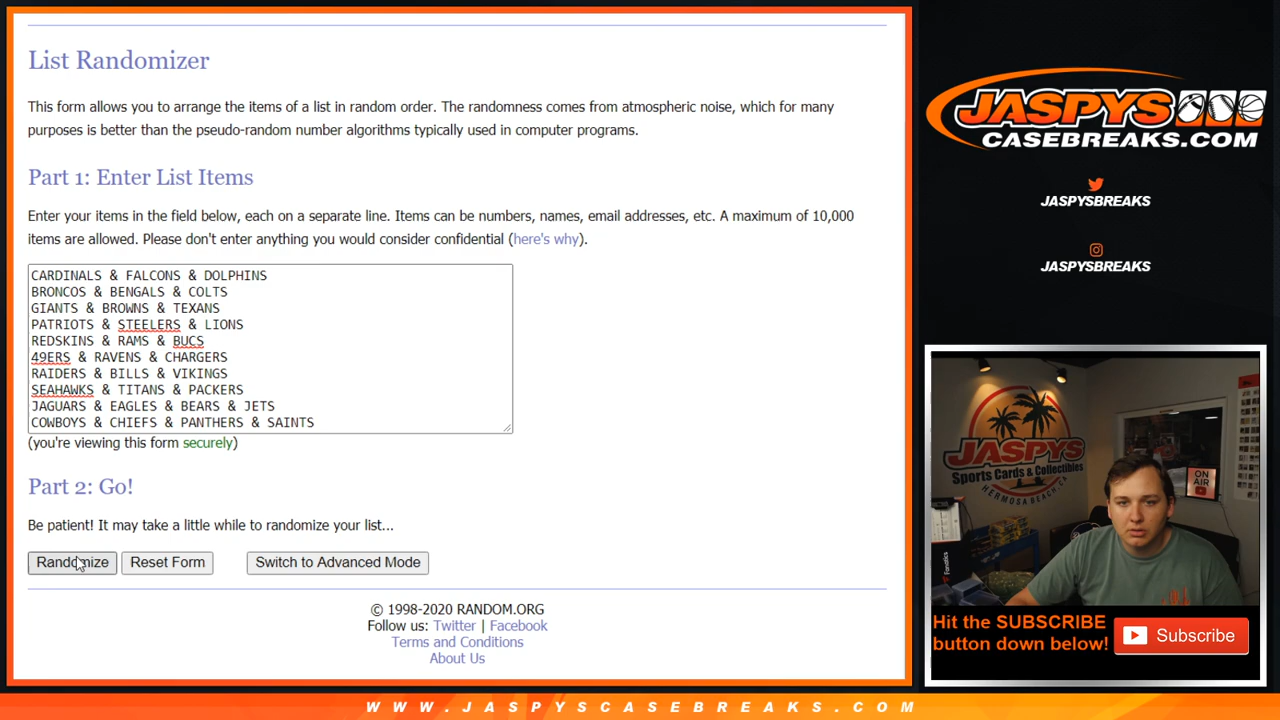 List Randomizer
This form allows you to arrange the items of a list in random order. The randomness comes from atmospheric noise, which for many
purposes is better than the pseudo-random number algorithms typically used in computer programs.
Part 1: Enter List Items
Enter your items in the field below, each on a separate line. Items can be numbers, names, email addresses, etc. A maximum of 10,000
items are allowed. Please don't enter anything you would consider confidential (here's why).
CARDINALS & FALCONS & DOLPHINS
BRONCOS & BENGALS & COLTS
GIANTS & BROWNS & TEXANS
PATRIOTS & STEELERS & LIONS
REDSKINS & RAMS & BUCS
49ERS & RAVENS & CHARGERS
RAIDERS & BILLS & VIKINGS
SEAHAWKS & TITANS & PACKERS
JAGUARS & EAGLES & BEARS & JETS
COWBOYS & CHIEFS & PANTHERS & SAINTS
(you're viewing this form securely)
Part 2: Go!
Be patient! It may take a little while to randomize your list...
Randomize
Reset Form
Switch to Advanced Mode
© 1998-2020 RANDOM.ORG
Follow us: Twitter | Facebook
Terms and Conditions
About Us
JASPYS
CASEBREAKS.COM
JASPYSBREAKS
JASPYSBREAKS
JASPYS
Sports Cards & Collectibles
HERMOSA BEACH, CA
ON
AIR
Fanatics
Hit the SUBSCRIBE
button down below!
Subscribe
WWW.JASPYSCASEBREAKS.COM